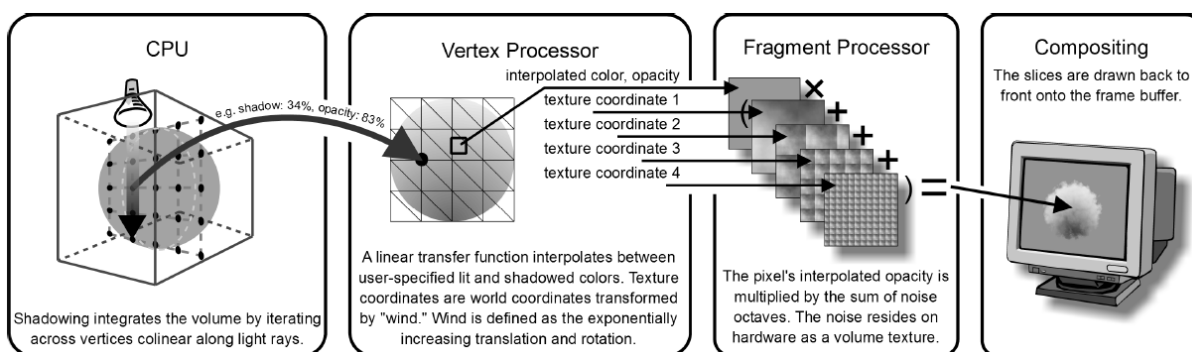 CPU
e.g. shadow: 34%, opacity: 83%
Shadowing integrates the volume by iterating
across vertices colinear along light rays.
Vertex Processor
interpolated color, opacity
texture coordinate 1
texture coordinate 2
texture coordinate 3
texture coordinate 4
A linear transfer function interpolates between
user-specified lit and shadowed colors. Texture
coordinates are world coordinates transformed
by "wind." Wind is defined as the exponentially
increasing translation and rotation.
Fragment Processor
×
( +
+
+
) =
The pixel's interpolated opacity is
multiplied by the sum of noise
octaves. The noise resides on
hardware as a volume texture.
Compositing
The slices are drawn back to
front onto the frame buffer.